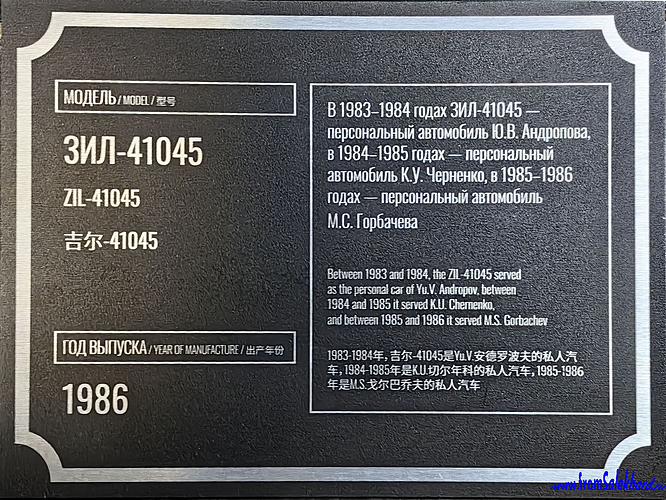 МОДЕЛЬ / MODEL / 型号
ЗИЛ-41045
ZIL-41045
吉尔-41045
ГОД ВЫПУСКА / YEAR OF MANUFACTURE / 出产年份
1986
В 1983–1984 годах ЗИЛ-41045 —
персональный автомобиль Ю.В. Андропова,
в 1984–1985 годах — персональный
автомобиль К.У. Черненко, в 1985–1986
годах — персональный автомобиль
М.С. Горбачева
Between 1983 and 1984, the ZIL-41045 served
as the personal car of Yu.V. Andropov, between
1984 and 1985 it served K.U. Chernenko,
and between 1985 and 1986 it served M.S. Gorbachev
1983-1984年，吉尔-41045是Yu.V.安德罗波夫的私人汽
车，1984-1985年是K.U.切尔年科的私人汽车，1985-1986
年是M.S.戈尔巴乔夫的私人汽车